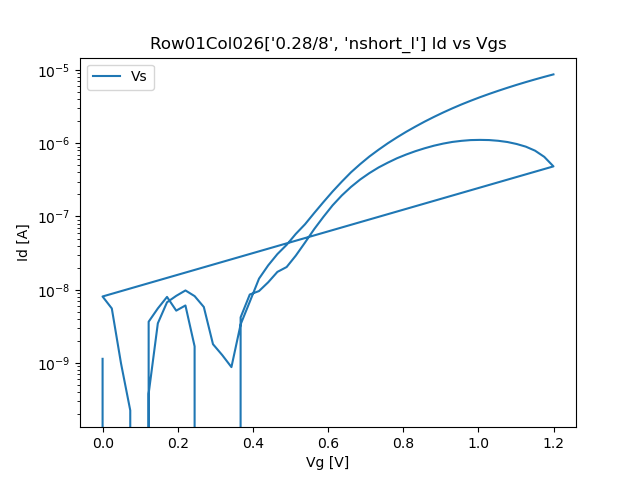 Row01Col026['0.28/8', 'nshort_l'] Id vs Vgs
Vs
10⁻⁵
10⁻⁶
10⁻⁷
10⁻⁸
10⁻⁹
Id [A]
0.0 0.2 0.4 0.6 0.8 1.0 1.2
Vg [V]